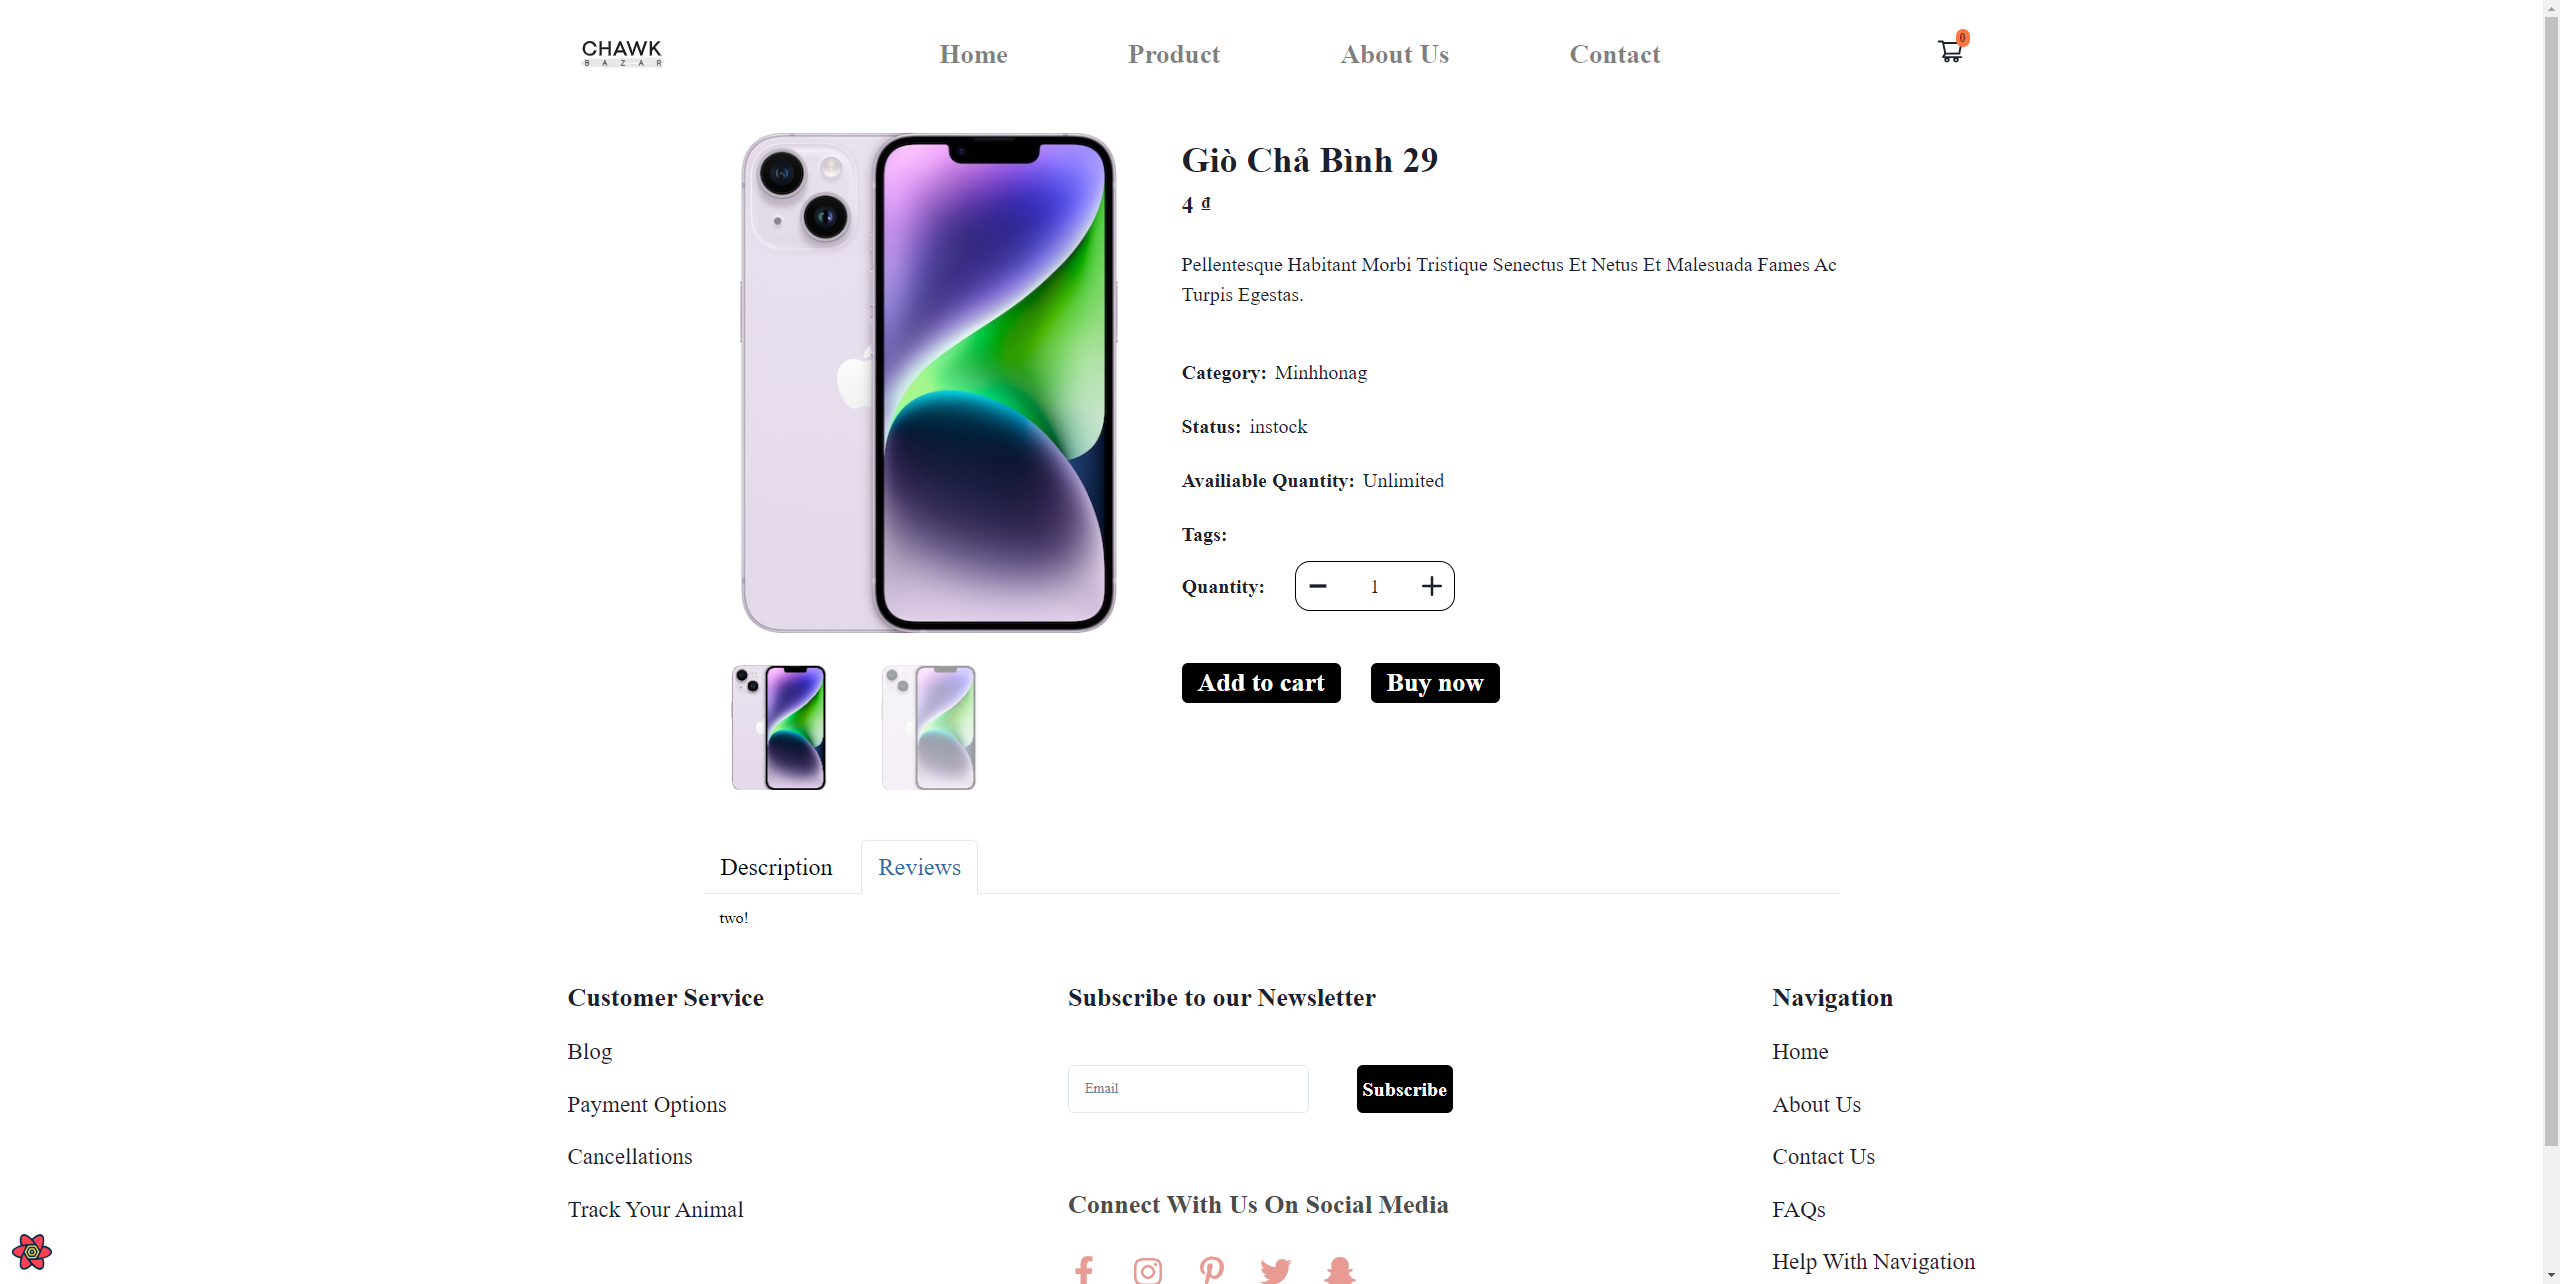 CHAWK
BAZAR
Home
Product
About Us
Contact
0
Giò Chả Bình 29
4 ₫
Pellentesque Habitant Morbi Tristique Senectus Et Netus Et Malesuada Fames Ac
Turpis Egestas.
Category: Minhhonag
Status: instock
Availiable Quantity: Unlimited
Tags:
Quantity: 1
Add to cart
Buy now
Description
Reviews
two!
Customer Service
Blog
Payment Options
Cancellations
Track Your Animal
Subscribe to our Newsletter
Email
Subscribe
Connect With Us On Social Media
Navigation
Home
About Us
Contact Us
FAQs
Help With Navigation